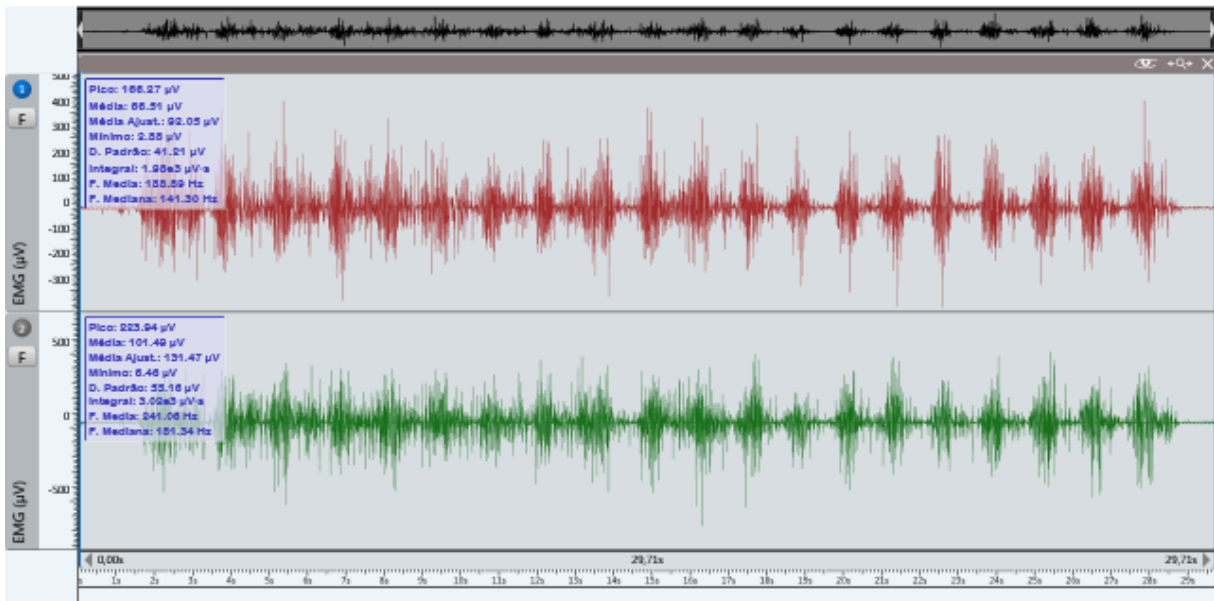 1
F
EMG (µV)
500
400
300
200
100
0
-100
-200
-300
Pico: 166.27 µV
Média: 66.51 µV
Média Ajust.: 92.05 µV
Mínimo: 2.88 µV
D. Padrão: 41.21 µV
Integral: 1.98e3 µV·s
F. Media: 188.89 Hz
F. Mediana: 141.30 Hz
2
F
EMG (µV)
500
0
-500
Pico: 223.94 µV
Média: 101.49 µV
Média Ajust.: 131.47 µV
Mínimo: 6.46 µV
D. Padrão: 55.16 µV
Integral: 3.02e3 µV·s
F. Media: 241.06 Hz
F. Mediana: 181.34 Hz
0,00s 29,71s 29,71s
1s 2s 3s 4s 5s 6s 7s 8s 9s 10s 11s 12s 13s 14s 15s 16s 17s 18s 19s 20s 21s 22s 23s 24s 25s 26s 27s 28s 29s